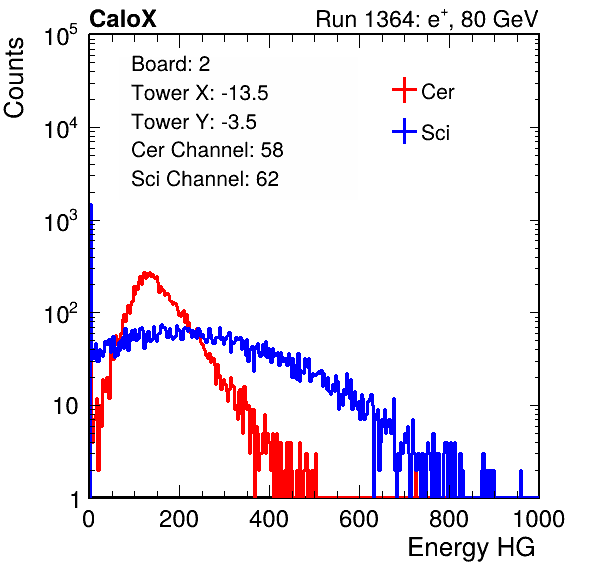 CaloX Run 1364: e⁺, 80 GeV
Counts
Board: 2
Tower X: -13.5
Tower Y: -3.5
Cer Channel: 58
Sci Channel: 62
Cer
Sci
10⁵
10⁴
10³
10²
10
1
0 200 400 600 800 1000
Energy HG